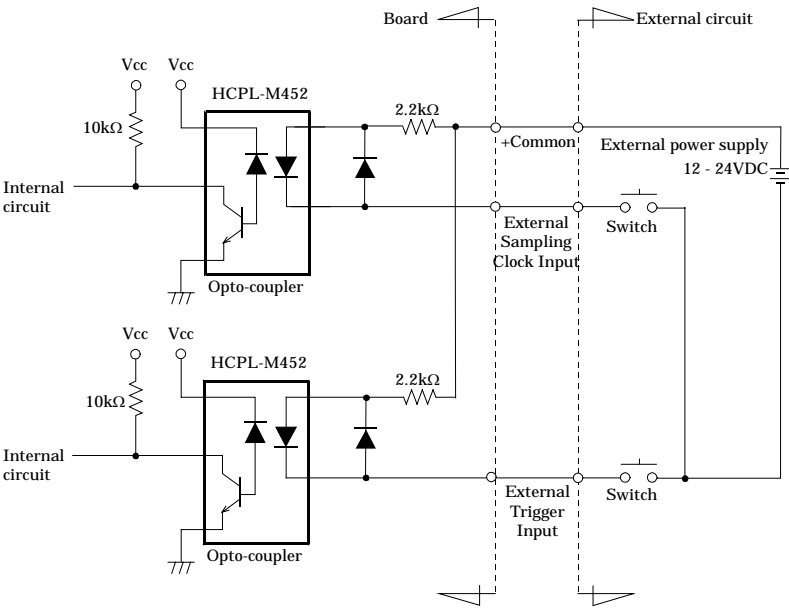 Board
External circuit
Vcc
Vcc
HCPL-M452
2.2kΩ
10kΩ
+Common
External power supply
12 - 24VDC
Internal
circuit
External
Sampling
Clock Input
Switch
Opto-coupler
Vcc
Vcc
HCPL-M452
2.2kΩ
10kΩ
Internal
circuit
External
Trigger
Input
Switch
Opto-coupler